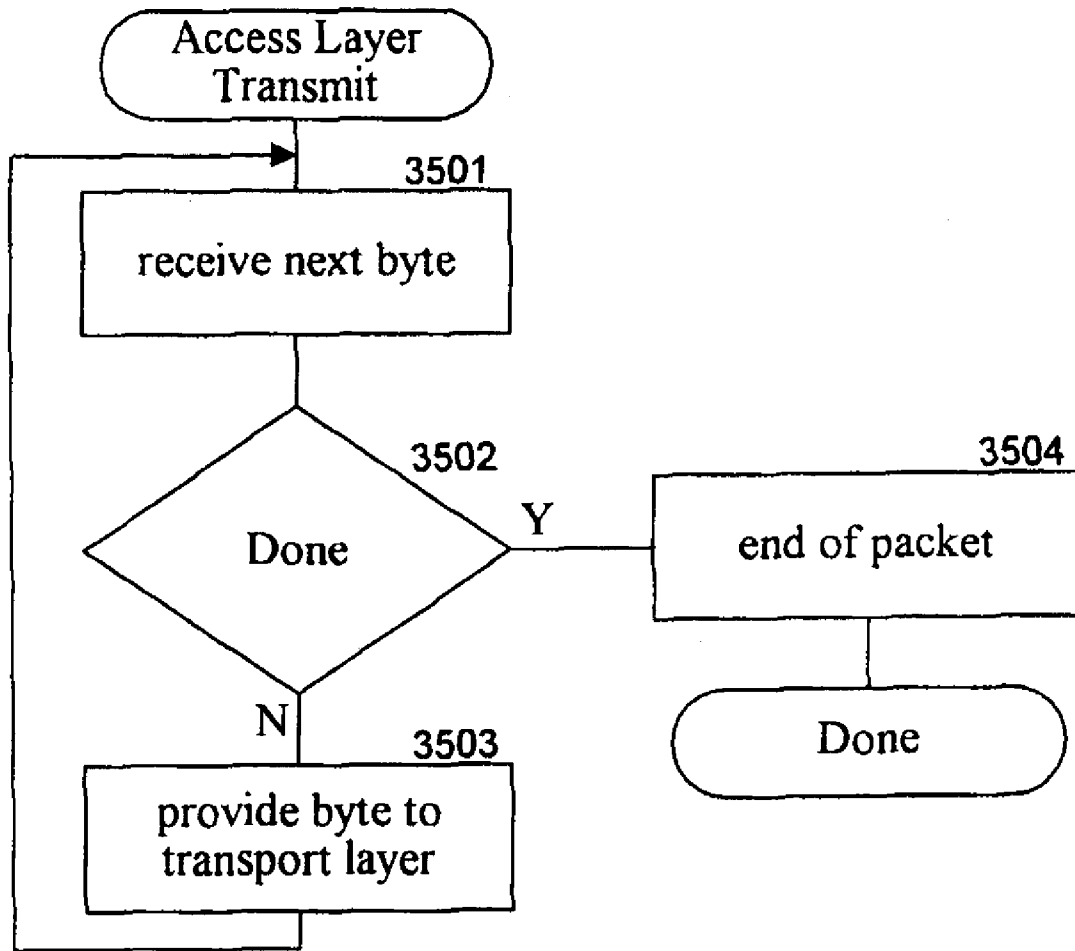 Access Layer
Transmit
3501
receive next byte
3502
Done
Y
3504
end of packet
Done
N
3503
provide byte to
transport layer